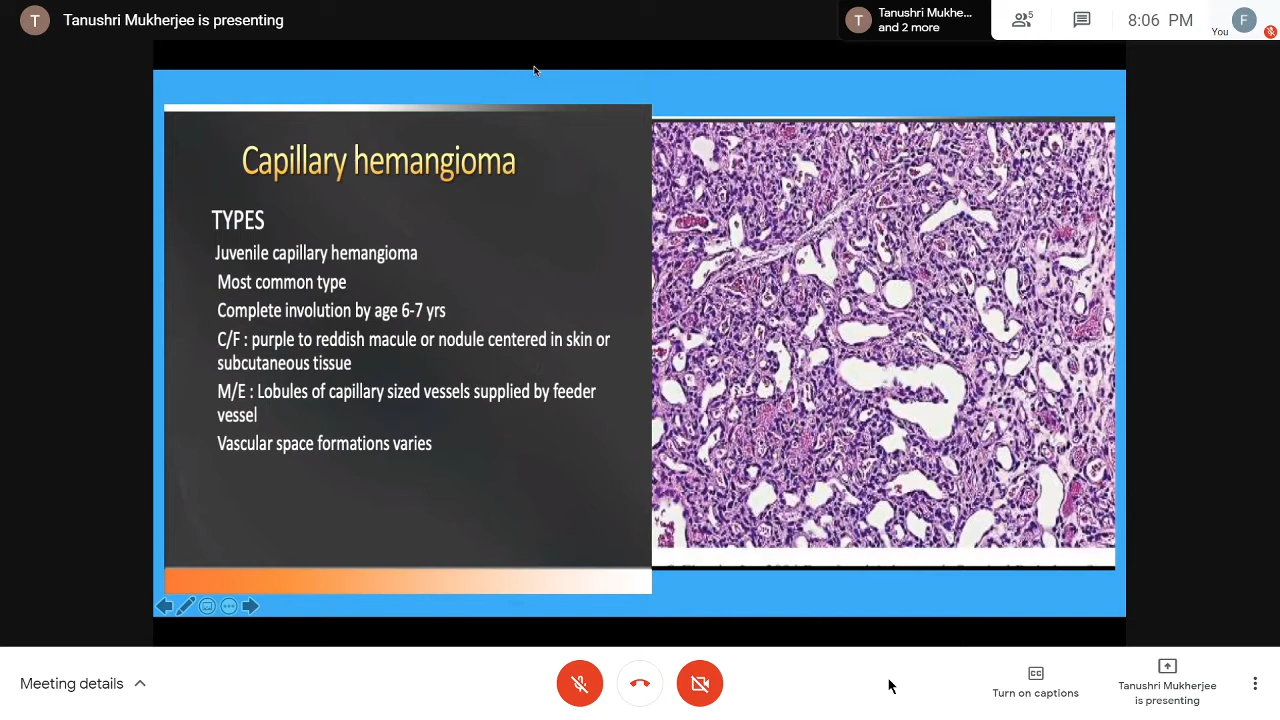 T Tanushri Mukherjee is presenting
T Tanushri Mukhe...
and 2 more
5
8:06 PM
You
F
Capillary hemangioma
TYPES
Juvenile capillary hemangioma
Most common type
Complete involution by age 6-7 yrs
C/F : purple to reddish macule or nodule centered in skin or
subcutaneous tissue
M/E : Lobules of capillary sized vessels supplied by feeder
vessel
Vascular space formations varies
Meeting details
CC
Turn on captions
Tanushri Mukherjee
is presenting